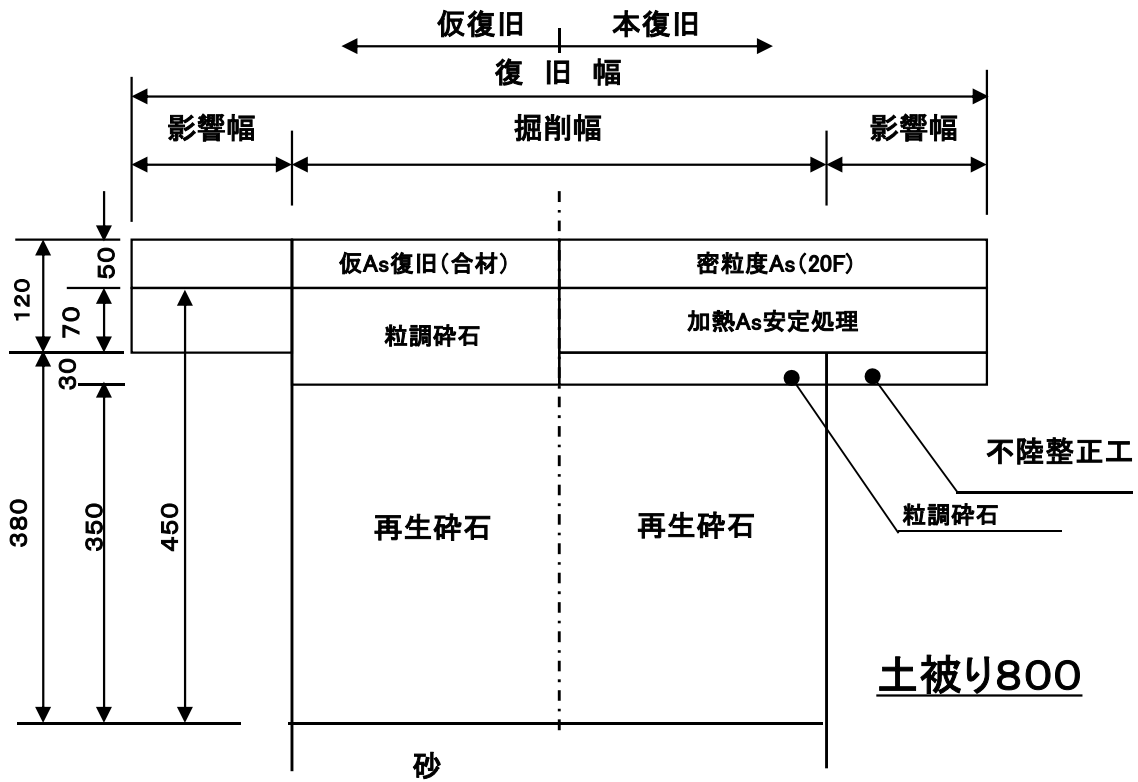 仮復旧 本復旧
復 旧 幅
影響幅 掘削幅 影響幅
50
仮As復旧(合材) 密粒度As(20F)
120
70
粒調砕石 加熱As安定処理
30
不陸整正工
粒調砕石
380
350
450
再生砕石 再生砕石
土被り800
砂